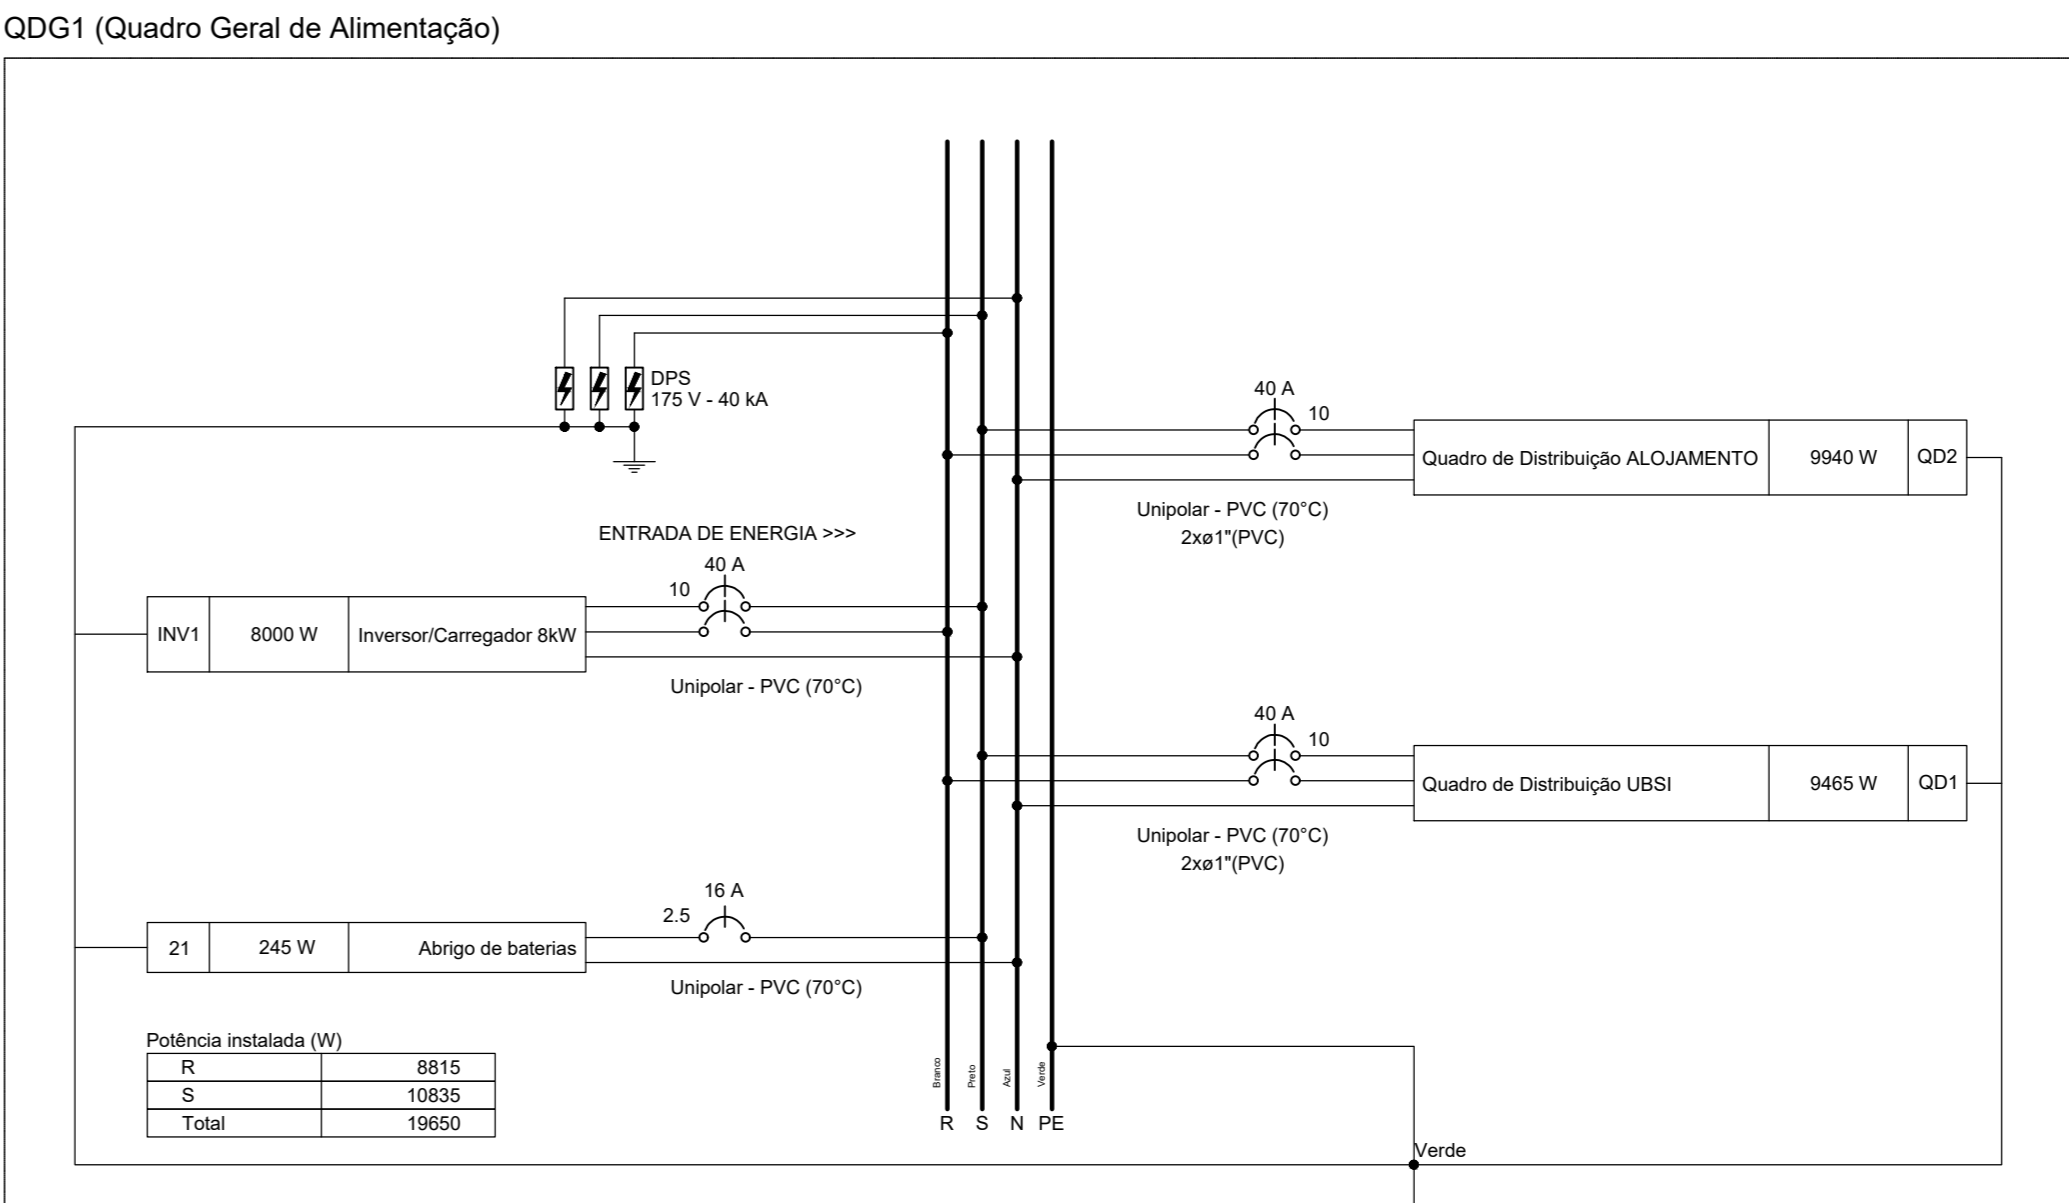 QDG1 (Quadro Geral de Alimentação)
DPS
175 V - 40 kA
40 A
10
Quadro de Distribuição ALOJAMENTO 9940 W QD2
Unipolar - PVC (70°C)
2xø1"(PVC)
ENTRADA DE ENERGIA >>>
40 A
10
INV1 8000 W Inversor/Carregador 8kW
Unipolar - PVC (70°C)
40 A
10
Quadro de Distribuição UBSI 9465 W QD1
Unipolar - PVC (70°C)
2xø1"(PVC)
16 A
2.5
21 245 W Abrigo de baterias
Unipolar - PVC (70°C)
Potência instalada (W)
R 8815
S 10835
Total 19650
Branco Preto Azul Verde
R S N PE
Verde